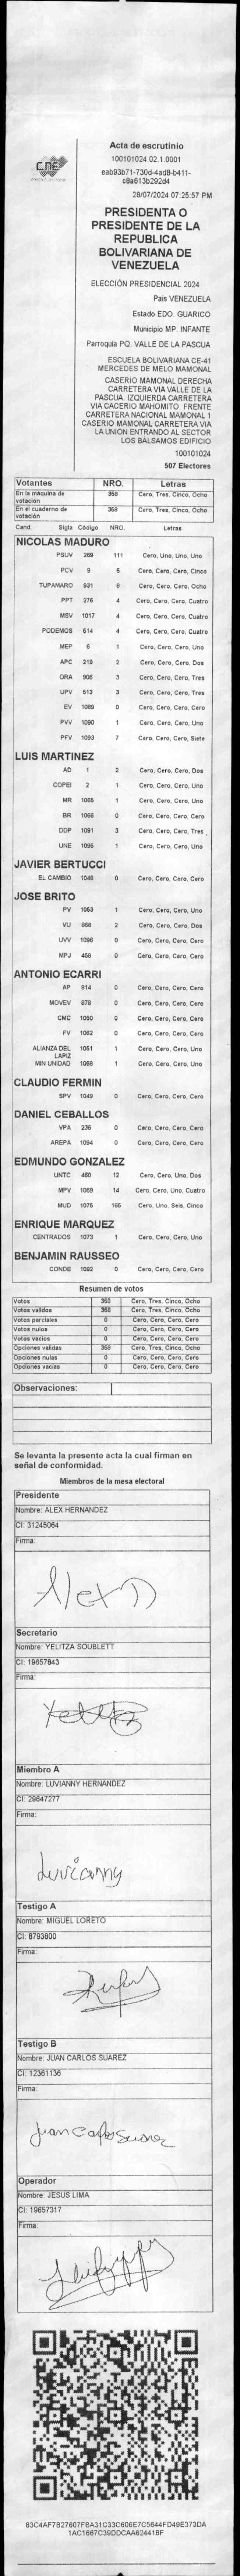 CNE
Acta de escrutinio
100101024.02.1.0001
eab93b71-730d-4ad8-b411-
c8a613b292d4
28/07/2024 07:25:57 PM
PRESIDENTA O
PRESIDENTE DE LA
REPUBLICA
BOLIVARIANA DE
VENEZUELA
ELECCIÓN PRESIDENCIAL 2024
País VENEZUELA
Estado EDO. GUARICO
Municipio MP. INFANTE
Parroquia PQ. VALLE DE LA PASCUA
ESCUELA BOLIVARIANA CE-41
MERCEDES DE MELO MAMONAL
CASERIO MAMONAL DERECHA
CARRETERA VIA VALLE DE LA
PASCUA. IZQUIERDA CARRETERA
VIA CACERIO MAHOMITO. FRENTE
CARRETERA NACIONAL MAMONAL 1
CASERIO MAMONAL CARRETERA VIA
LA UNION ENTRANDO AL SECTOR
LOS BÁLSAMOS EDIFICIO
100101024
507 Electores
Votantes NRO. Letras
En la máquina de votación 358 Cero, Tres, Cinco, Ocho
En el cuaderno de votación 358 Cero, Tres, Cinco, Ocho
Cand. Sigla Código NRO. Letras
NICOLAS MADURO
PSUV 269 111 Cero, Uno, Uno, Uno
PCV 9 5 Cero, Cero, Cero, Cinco
TUPAMARO 931 8 Cero, Cero, Cero, Ocho
PPT 276 4 Cero, Cero, Cero, Cuatro
MSV 1017 4 Cero, Cero, Cero, Cuatro
PODEMOS 514 4 Cero, Cero, Cero, Cuatro
MEP 6 1 Cero, Cero, Cero, Uno
APC 219 2 Cero, Cero, Cero, Dos
ORA 906 3 Cero, Cero, Cero, Tres
UPV 513 3 Cero, Cero, Cero, Tres
EV 1089 0 Cero, Cero, Cero, Cero
PVV 1090 1 Cero, Cero, Cero, Uno
PFV 1093 7 Cero, Cero, Cero, Siete
LUIS MARTINEZ
AD 1 2 Cero, Cero, Cero, Dos
COPEI 2 1 Cero, Cero, Cero, Uno
MR 1065 1 Cero, Cero, Cero, Uno
BR 1066 0 Cero, Cero, Cero, Cero
DDP 1091 3 Cero, Cero, Cero, Tres
UNE 1095 1 Cero, Cero, Cero, Uno
JAVIER BERTUCCI
EL CAMBIO 1046 0 Cero, Cero, Cero, Cero
JOSE BRITO
PV 1053 1 Cero, Cero, Cero, Uno
VU 868 2 Cero, Cero, Cero, Dos
UVV 1096 0 Cero, Cero, Cero, Cero
MPJ 458 0 Cero, Cero, Cero, Cero
ANTONIO ECARRI
AP 814 0 Cero, Cero, Cero, Cero
MOVEV 878 0 Cero, Cero, Cero, Cero
CMC 1050 0 Cero, Cero, Cero, Cero
FV 1062 0 Cero, Cero, Cero, Cero
ALIANZA DEL LAPIZ 1051 1 Cero, Cero, Cero, Uno
MIN UNIDAD 1068 1 Cero, Cero, Cero, Uno
CLAUDIO FERMIN
SPV 1049 0 Cero, Cero, Cero, Cero
DANIEL CEBALLOS
VPA 236 0 Cero, Cero, Cero, Cero
AREPA 1094 0 Cero, Cero, Cero, Cero
EDMUNDO GONZALEZ
UNTC 460 12 Cero, Cero, Uno, Dos
MPV 1069 14 Cero, Cero, Uno, Cuatro
MUD 1075 165 Cero, Uno, Seis, Cinco
ENRIQUE MARQUEZ
CENTRADOS 1073 1 Cero, Cero, Cero, Uno
BENJAMIN RAUSSEO
CONDE 1092 0 Cero, Cero, Cero, Cero
Resumen de votos
Votos 358 Cero, Tres, Cinco, Ocho
Votos validos 358 Cero, Tres, Cinco, Ocho
Votos parciales 0 Cero, Cero, Cero, Cero
Votos nulos 0 Cero, Cero, Cero, Cero
Votos vacios 0 Cero, Cero, Cero, Cero
Opciones validas 358 Cero, Tres, Cinco, Ocho
Opciones nulas 0 Cero, Cero, Cero, Cero
Opciones vacias 0 Cero, Cero, Cero, Cero
Observaciones:
Se levanta la presente acta la cual firman en
señal de conformidad.
Miembros de la mesa electoral
Presidente
Nombre: ALEX HERNANDEZ
CI: 31245064
Firma:
Alex
Secretario
Nombre: YELITZA SOUBLETT
CI: 19657843
Firma:
Miembro A
Nombre: LUVIANNY HERNANDEZ
CI: 29647277
Firma:
Luvianny
Testigo A
Nombre: MIGUEL LORETO
CI: 8793800
Firma:
Testigo B
Nombre: JUAN CARLOS SUAREZ
CI: 12361136
Firma:
Juan Carlos Suarez
Operador
Nombre: JESUS LIMA
CI: 19657317
Firma:
83C4AF7B27607FBA31C33C606E7C5644FD49E373DA
1AC1667C39DDCAA624418F